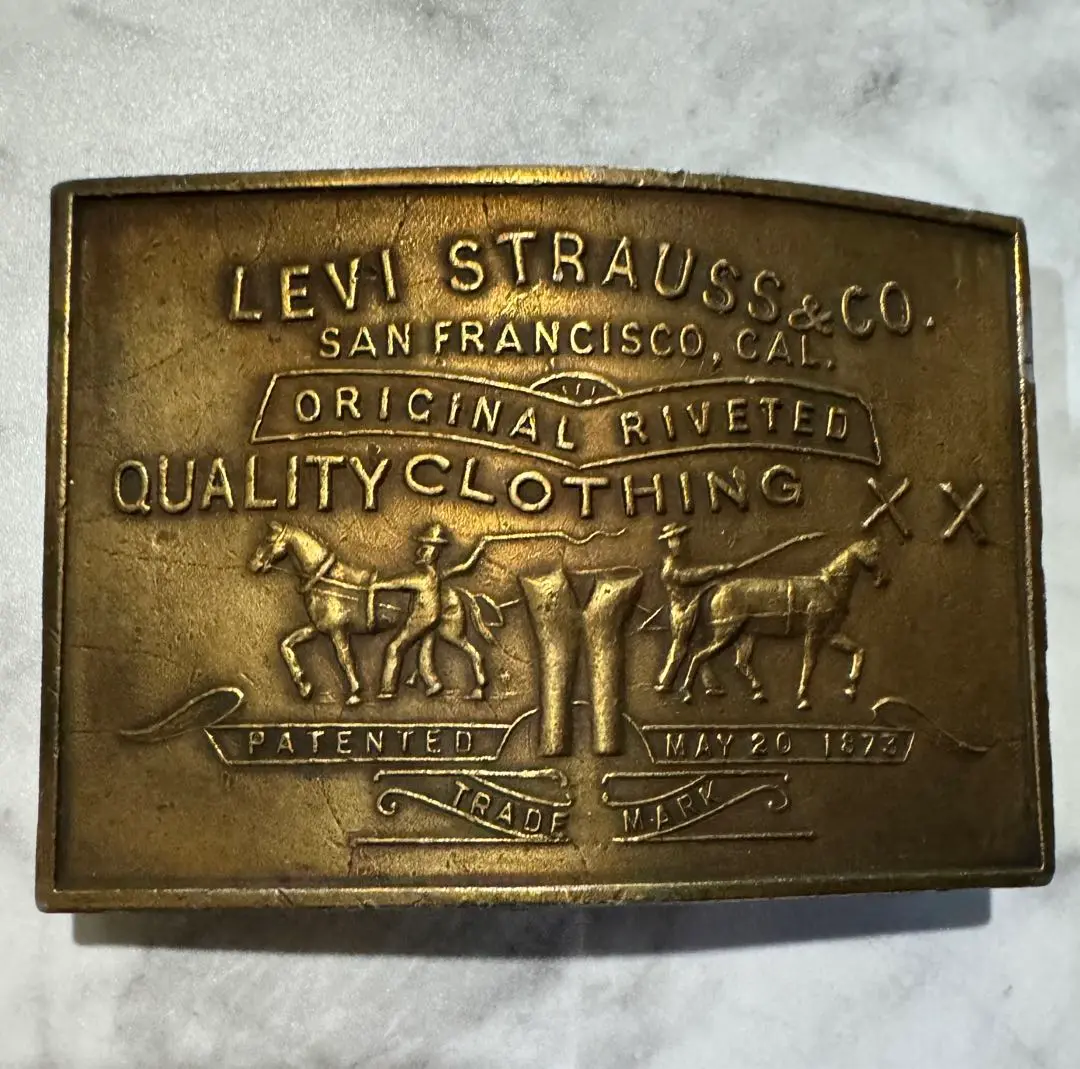 LEVI STRAUSS & CO.
SAN FRANCISCO, CAL.
ORIGINAL RIVETED
QUALITY CLOTHING XX
PATENTED MAY 20 1873
TRADE MARK